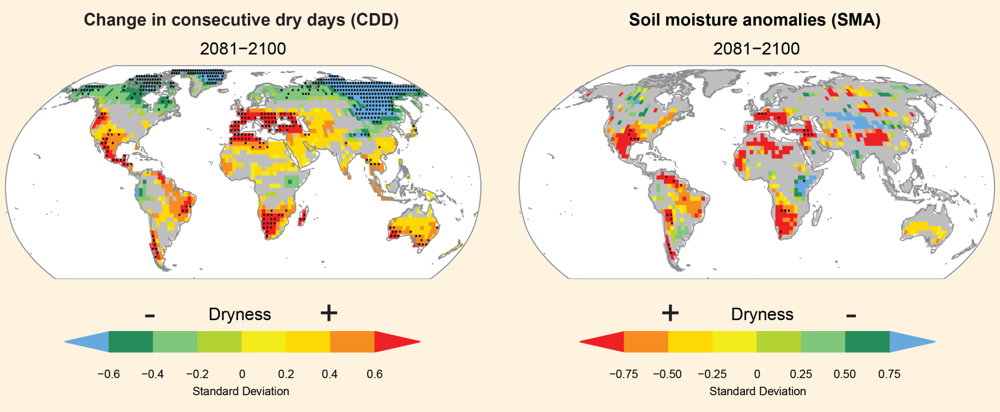 Change in consecutive dry days (CDD)
2081−2100
- Dryness +
−0.6 −0.4 −0.2 0 0.2 0.4 0.6
Standard Deviation
Soil moisture anomalies (SMA)
2081−2100
+ Dryness -
−0.75 −0.50 −0.25 0 0.25 0.50 0.75
Standard Deviation